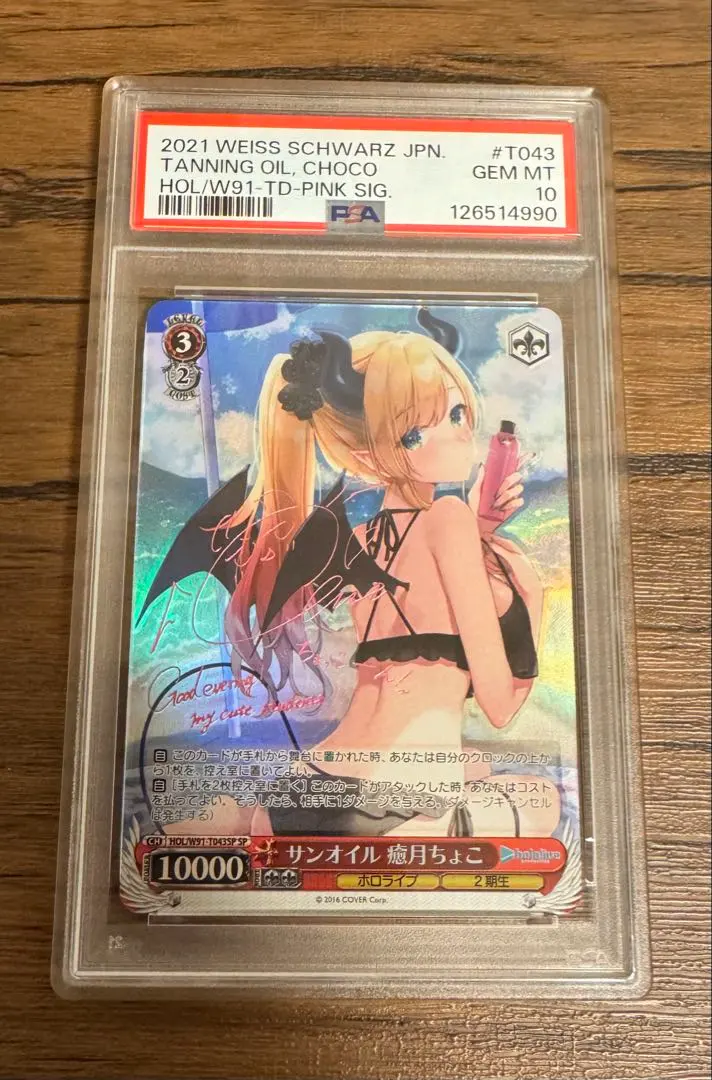 2021 WEISS SCHWARZ JPN. #T043
TANNING OIL, CHOCO GEM MT
HOL/W91-TD-PINK SIG. 10
PSA 126514990
LEVEL
3
2
COST
Good evening
my cute students
自 このカードが手札から舞台に置かれた時、あなたは自分のクロックの上か
ら1枚を、控え室に置いてよい。
自 [手札を2枚控え室に置く] このカードがアタックした時、あなたはコスト
を払ってよい。そうしたら、相手に1ダメージを与える。(ダメージキャンセル
は発生する)
CH HOL/W91-T043SP SP
POWER 10000 サンオイル 癒月ちょこ hololive production
ホロライブ 2期生
© 2016 COVER Corp.